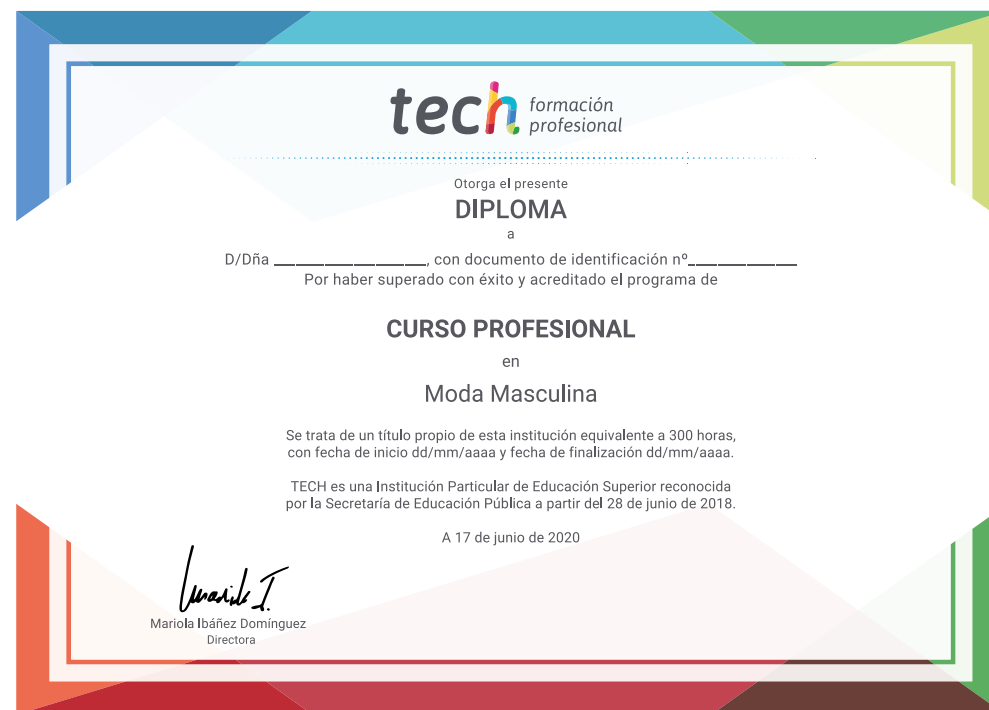 tech formación
profesional
Otorga el presente
DIPLOMA
a
D/Dña _________________, con documento de identificación nº____________
Por haber superado con éxito y acreditado el programa de
CURSO PROFESIONAL
en
Moda Masculina
Se trata de un título propio de esta institución equivalente a 300 horas,
con fecha de inicio dd/mm/aaaa y fecha de finalización dd/mm/aaaa.
TECH es una Institución Particular de Educación Superior reconocida
por la Secretaría de Educación Pública a partir del 28 de junio de 2018.
A 17 de junio de 2020
Mariola Ibáñez Domínguez
Directora